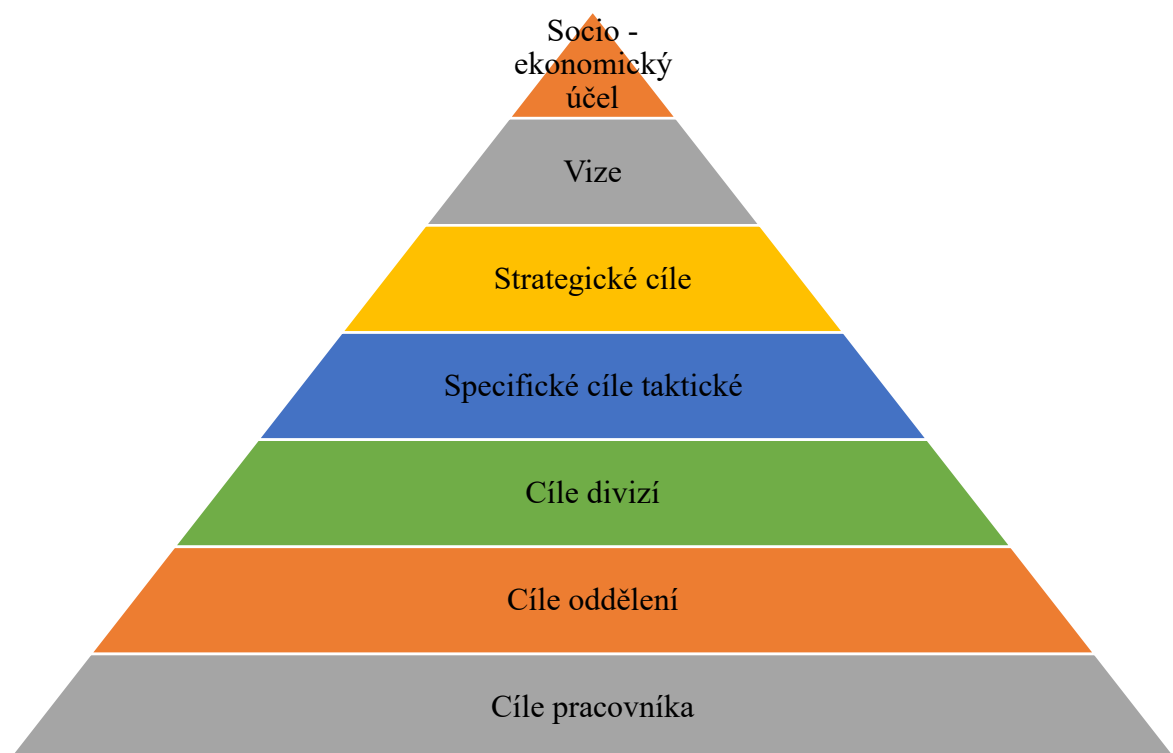 Socio -
ekonomický
účel
Vize
Strategické cíle
Specifické cíle taktické
Cíle divizí
Cíle oddělení
Cíle pracovníka